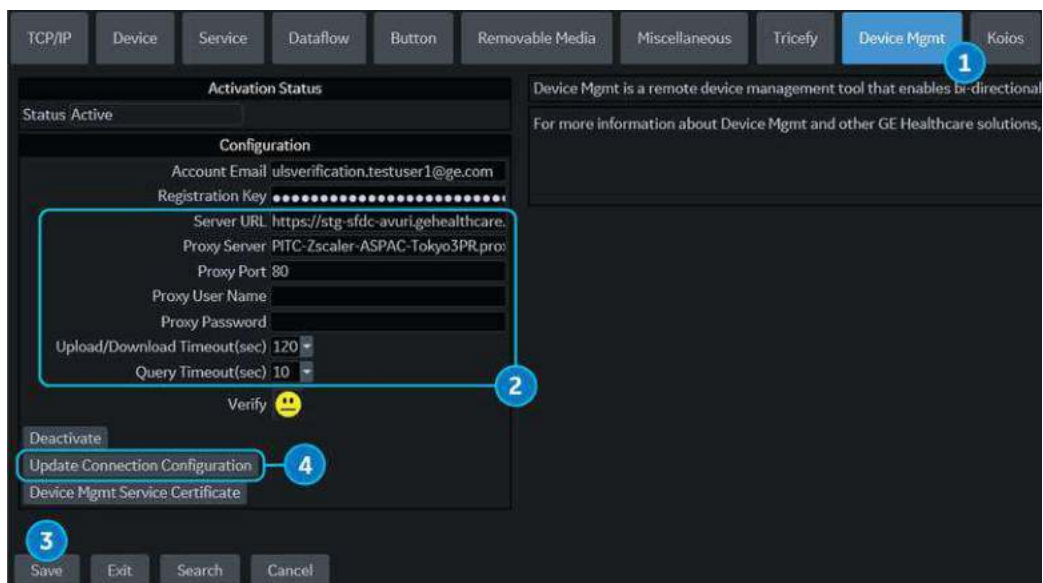 TCP/IP Device Service Dataflow Button Removable Media Miscellaneous Tricefy Device Mgmt Koios
1
Activation Status
Status Active
Configuration
Account Email ulsverification.testuser1@ge.com
Registration Key ●●●●●●●●●●●●●●●●●●●●●●●●●
Server URL https://stg-sfdc-avuri.gehealthcare.
Proxy Server PITC-Zscaler-ASPAC-Tokyo3PR.prox
Proxy Port 80
Proxy User Name
Proxy Password
Upload/Download Timeout(sec) 120
Query Timeout(sec) 10
2
Verify
Deactivate
Update Connection Configuration
4
Device Mgmt Service Certificate
3
Save Exit Search Cancel
Device Mgmt is a remote device management tool that enables bi-directional
For more information about Device Mgmt and other GE Healthcare solutions,